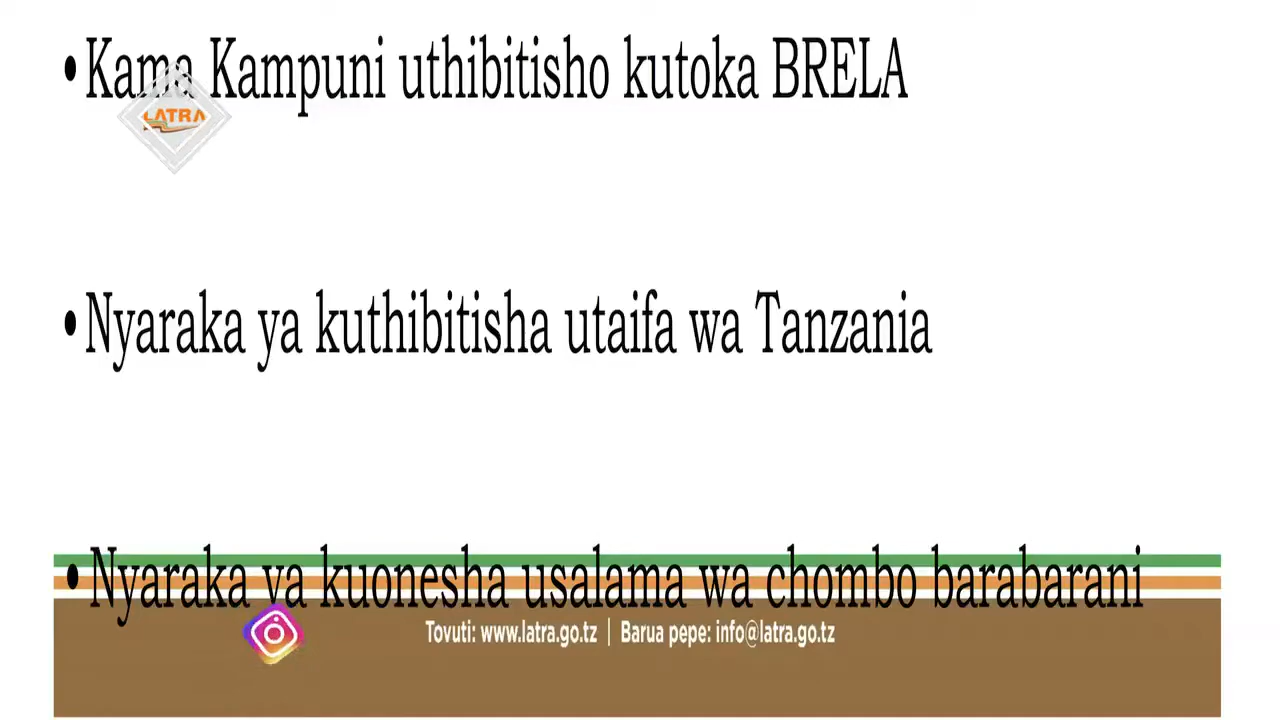 •Kama Kampuni uthibitisho kutoka BRELA
LATRA
•Nyaraka ya kuthibitisha utaifa wa Tanzania
•Nyaraka ya kuonesha usalama wa chombo barabarani
Tovuti: www.latra.go.tz | Barua pepe: info@latra.go.tz